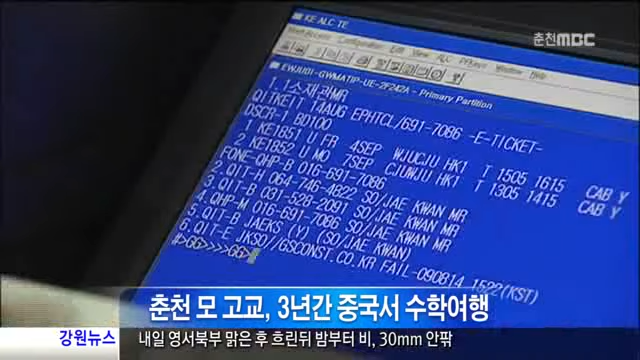 춘천MBC
KE ALC TE
EWJUDI-GWMATIP-UE-2F242A - Primary Partition
1.1소재관MR
QITKEIT T4AUG EPHTCL/691-7086 -E-TICKET-
DSCR-1 BD100
1 KE1851 U FR 4SEP WJUCJU HK1 T 1505 1615 CAB Y
2 KE1852 U MO 7SEP CJUWJU HK1 T 1305 1415 CAB Y
FONE-QHP-B 016-691-7086
2.QIT-H 064-746-4822 SO/JAE KWAN MR
3.QIT-B 031-528-2091 SO/JAE KWAN MR
4.QHP-M 016-691-7086 SO/JAE KWAN MR
5.QIT-B JAEKS (Y) (SO/JAE KWAN)
6.QIT-E JKSO//GSCONST.CO.KR FAIL-090814 1522(KST)
#>GG>>>>GG>
춘천 모 고교, 3년간 중국서 수학여행
강원뉴스
내일 영서북부 맑은 후 흐린뒤 밤부터 비, 30mm 안팎